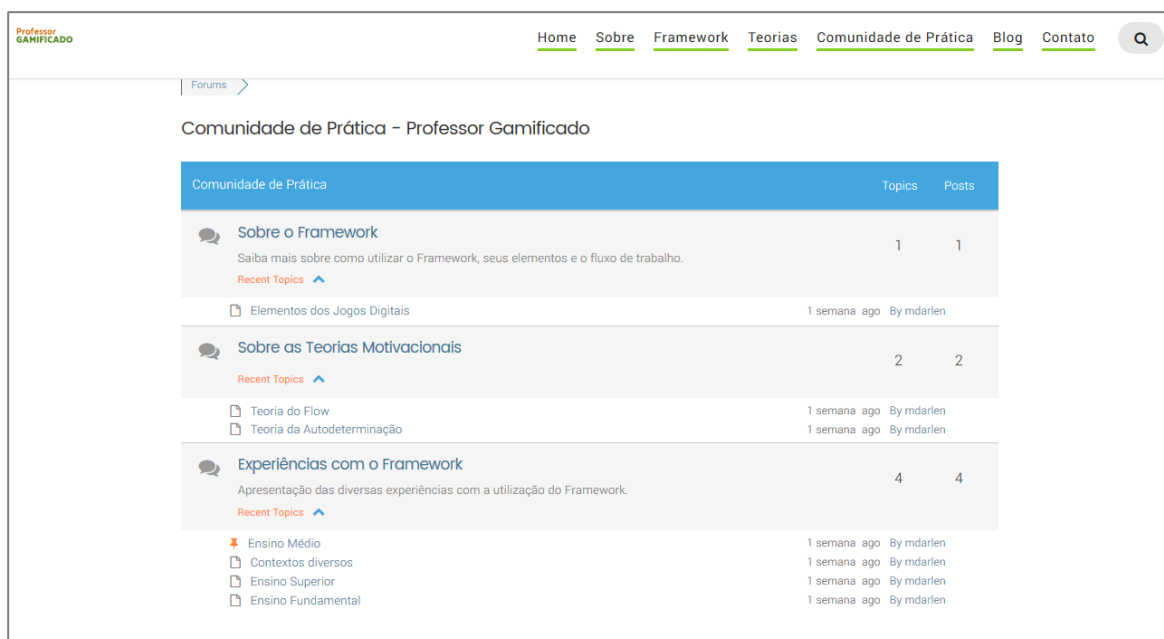 Professor
GAMIFICADO
Home Sobre Framework Teorias Comunidade de Prática Blog Contato
Forums
Comunidade de Prática - Professor Gamificado
Comunidade de Prática Topics Posts
Sobre o Framework 1 1
Saiba mais sobre como utilizar o Framework, seus elementos e o fluxo de trabalho.
Recent Topics
Elementos dos Jogos Digitais 1 semana ago By mdarlen
Sobre as Teorias Motivacionais 2 2
Recent Topics
Teoria do Flow 1 semana ago By mdarlen
Teoria da Autodeterminação 1 semana ago By mdarlen
Experiências com o Framework 4 4
Apresentação das diversas experiências com a utilização do Framework.
Recent Topics
Ensino Médio 1 semana ago By mdarlen
Contextos diversos 1 semana ago By mdarlen
Ensino Superior 1 semana ago By mdarlen
Ensino Fundamental 1 semana ago By mdarlen